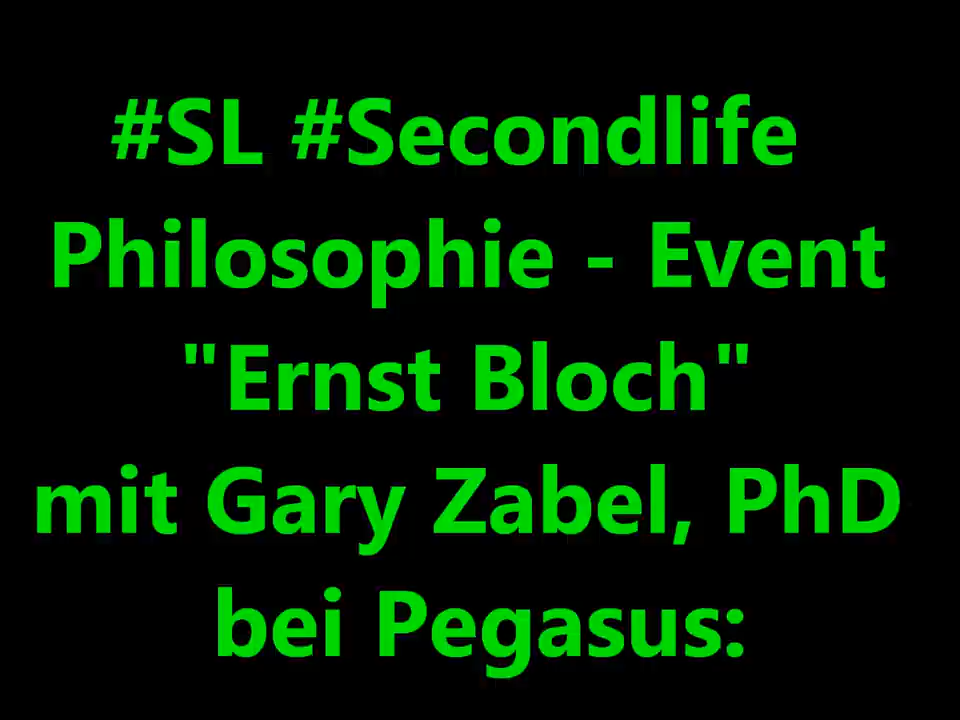 #SL #Secondlife
Philosophie - Event
"Ernst Bloch"
mit Gary Zabel, PhD
bei Pegasus: